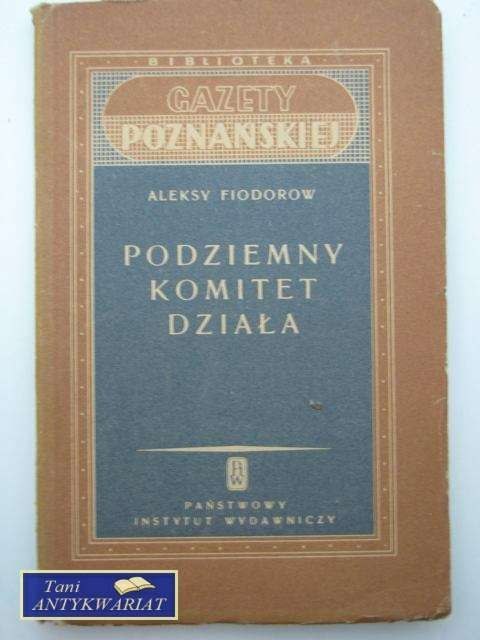 BIBLIOTEKA
GAZETY
POZNAŃSKIEJ
ALEKSY FIODOROW
PODZIEMNY
KOMITET
DZIAŁA
PIW
PAŃSTWOWY
INSTYTUT WYDAWNICZY
Tani
ANTYKWARIAT